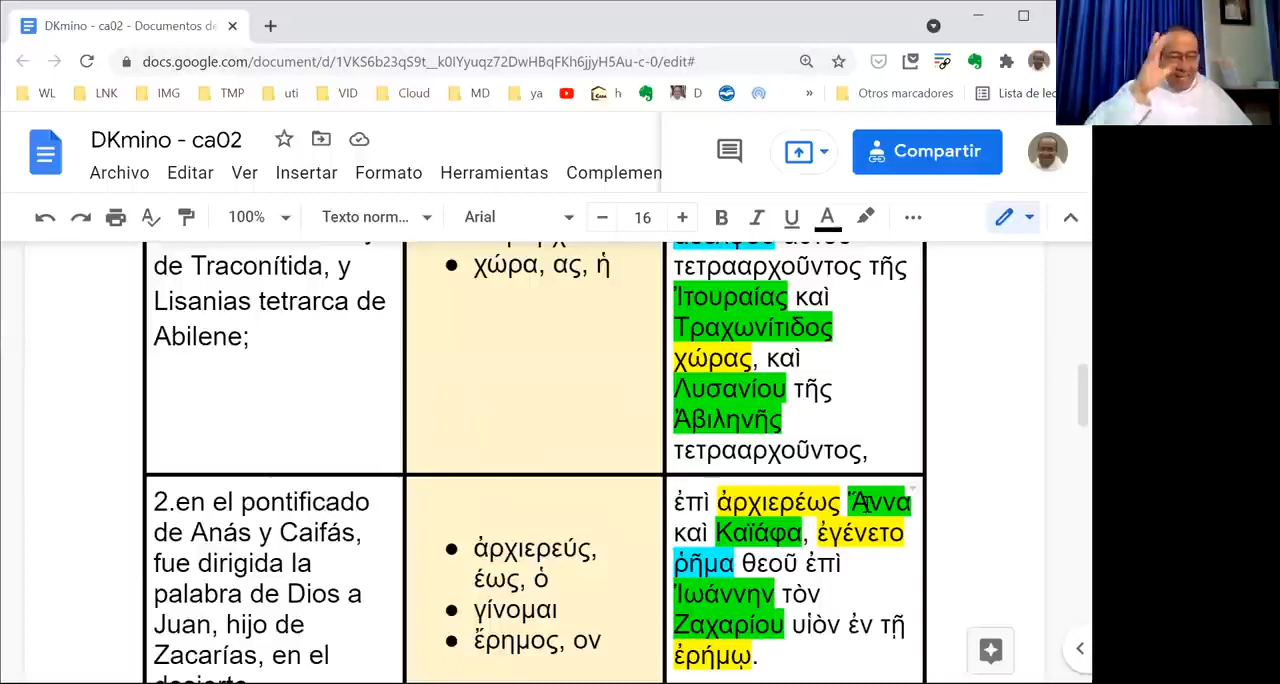 DKmino - ca02 - Documentos de
docs.google.com/document/d/1VKS6b23qS9t__k0IYyuqz72DwHBqFKh6jjyH5Au-c-0/edit#
WL LNK IMG TMP uti VID Cloud MD ya h D » Otros marcadores Lista de lec
DKmino - ca02
Archivo Editar Ver Insertar Formato Herramientas Complemen
Compartir
100% Texto norm... Arial 16 B I U A
de Traconítida, y
Lisanias tetrarca de
Abilene;
χώρα, ας, ἡ
τετρααρχοῦντος τῆς
Ἰτουραίας καὶ
Τραχωνίτιδος
χώρας, καὶ
Λυσανίου τῆς
Ἀβιληνῆς
τετρααρχοῦντος,
2.en el pontificado
de Anás y Caifás,
fue dirigida la
palabra de Dios a
Juan, hijo de
Zacarías, en el
ἀρχιερεύς,
έως, ὁ
γίνομαι
ἔρημος, ον
ἐπὶ ἀρχιερέως Ἅννα
καὶ Καϊάφα, ἐγένετο
ῥῆμα θεοῦ ἐπὶ
Ἰωάννην τὸν
Ζαχαρίου υἱὸν ἐν τῇ
ἐρήμῳ.